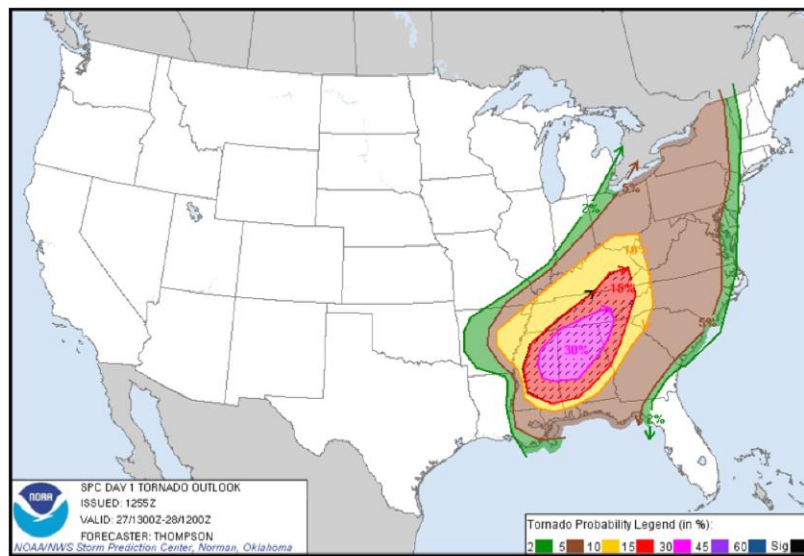 2%
5%
10%
15%
30%
5%
2%
SPC DAY 1 TORNADO OUTLOOK
ISSUED: 1255Z
VALID: 27/1300Z-28/1200Z
FORECASTER: THOMPSON
NOAA/NWS Storm Prediction Center, Norman, Oklahoma
NOAA
Tornado Probability Legend (in %):
2 5 10 15 30 45 60 Sig